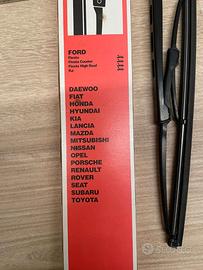 FORD
Fiesta
Fiesta Courier
Fiesta High Roof
Ka
DAEWOO
FIAT
HONDA
HYUNDAI
KIA
LANCIA
MAZDA
MITSUBISHI
NISSAN
OPEL
PORSCHE
RENAULT
ROVER
SEAT
SUBARU
TOYOTA